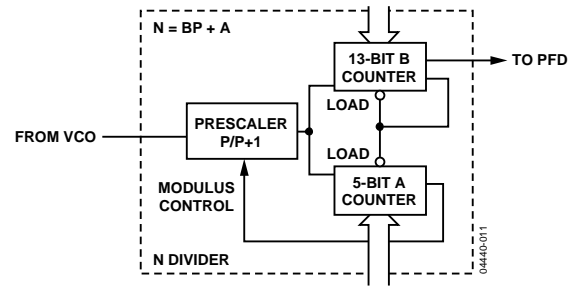 N = BP + A
13-BIT B
COUNTER
TO PFD
LOAD
PRESCALER
P/P+1
FROM VCO
LOAD
MODULUS
CONTROL
5-BIT A
COUNTER
N DIVIDER
04440-011